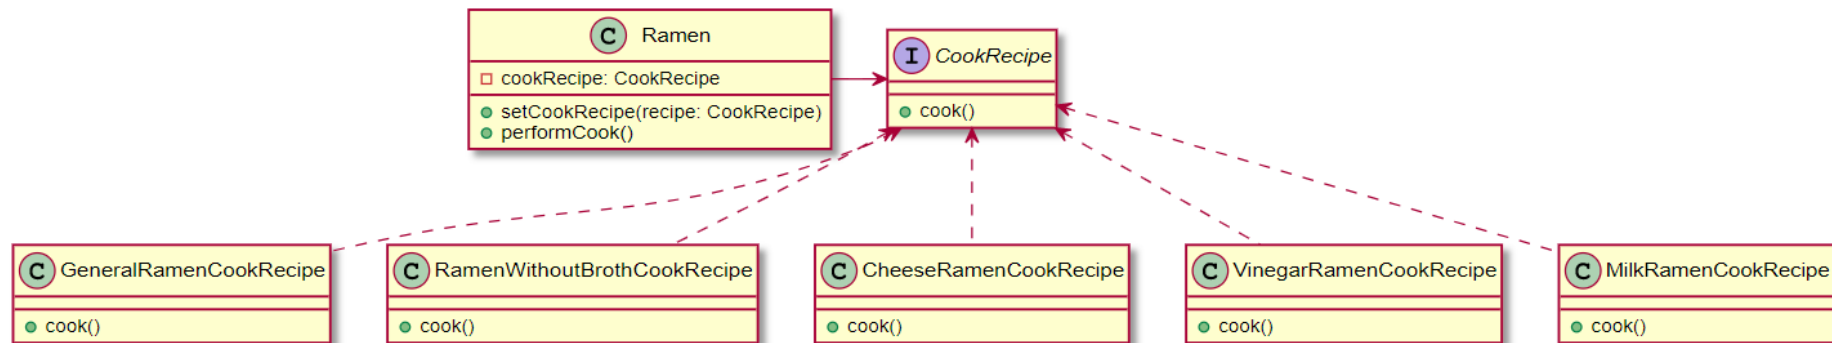 C Ramen
cookRecipe: CookRecipe
setCookRecipe(recipe: CookRecipe)
performCook()
I CookRecipe
cook()
C GeneralRamenCookRecipe
cook()
C RamenWithoutBrothCookRecipe
cook()
C CheeseRamenCookRecipe
cook()
C VinegarRamenCookRecipe
cook()
C MilkRamenCookRecipe
cook()